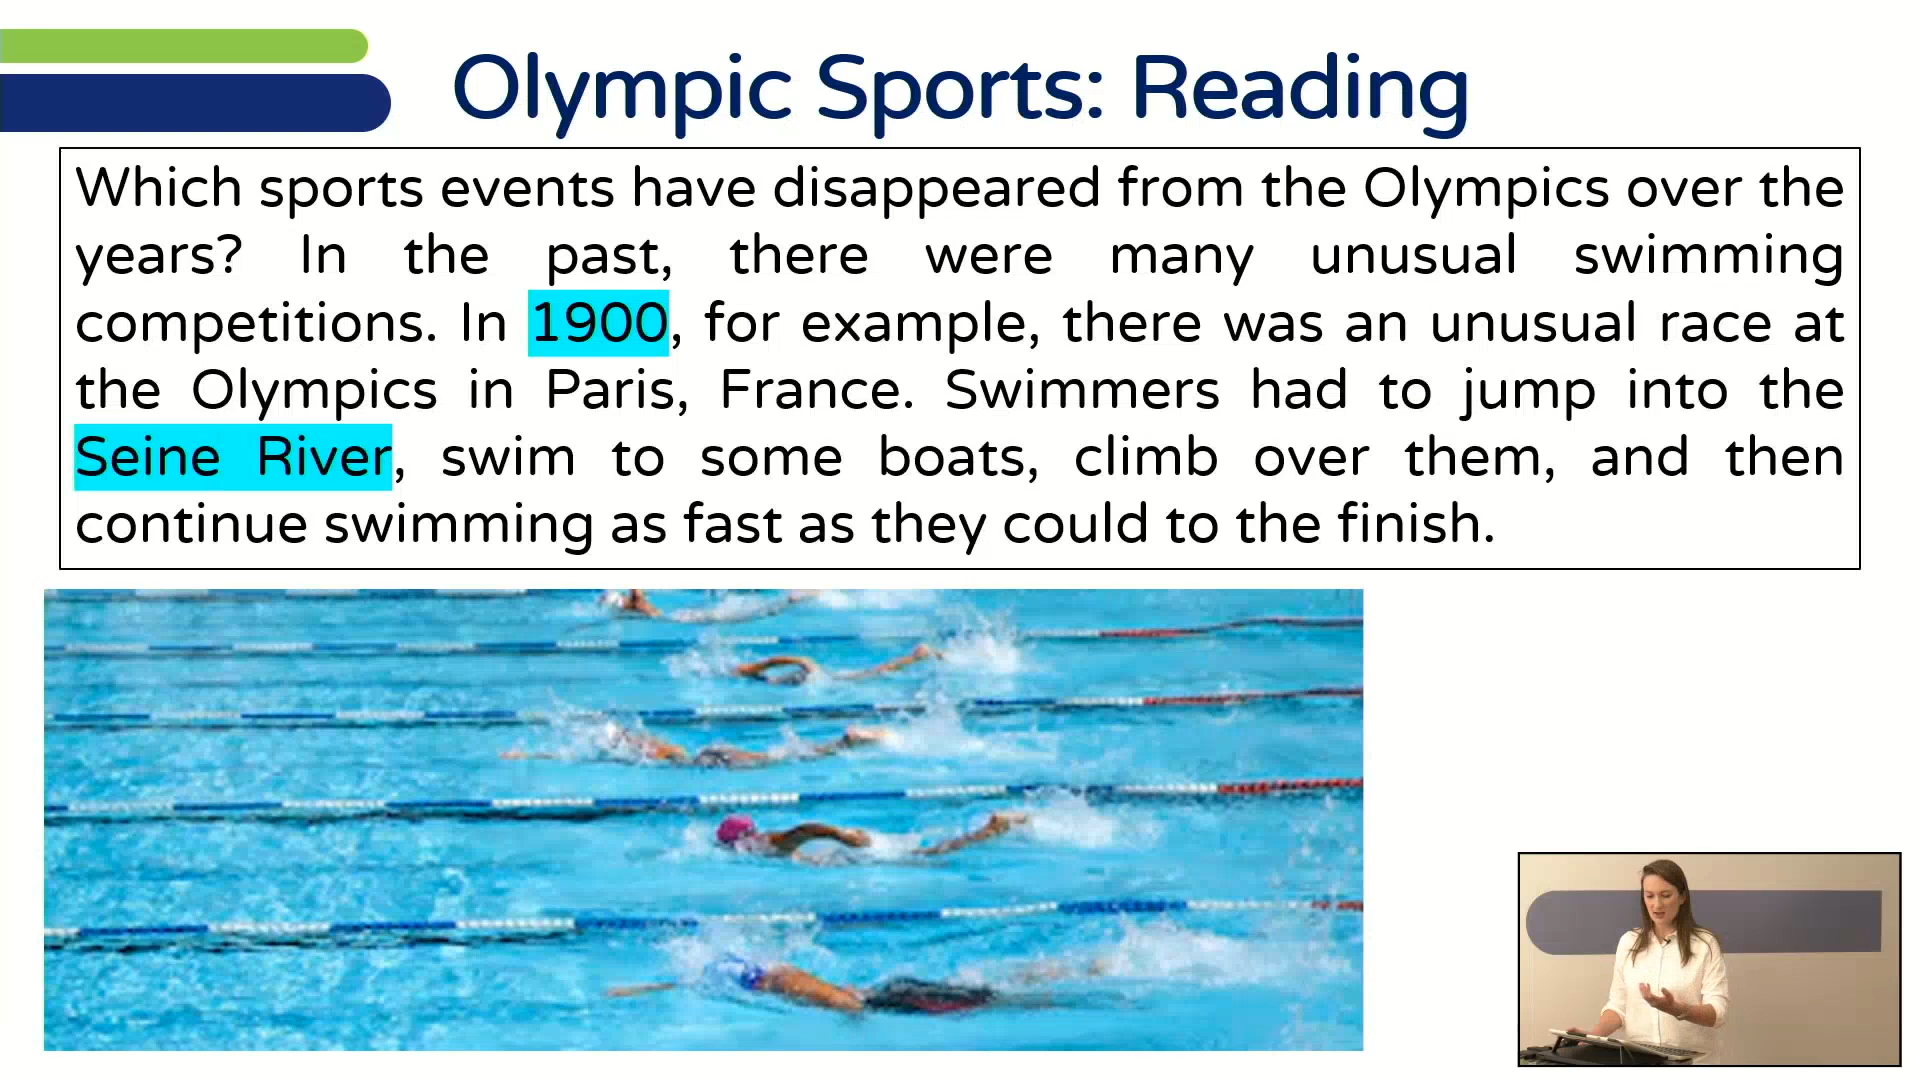 Olympic Sports: Reading
Which sports events have disappeared from the Olympics over the
years? In the past, there were many unusual swimming
competitions. In 1900, for example, there was an unusual race at
the Olympics in Paris, France. Swimmers had to jump into the
Seine River, swim to some boats, climb over them, and then
continue swimming as fast as they could to the finish.